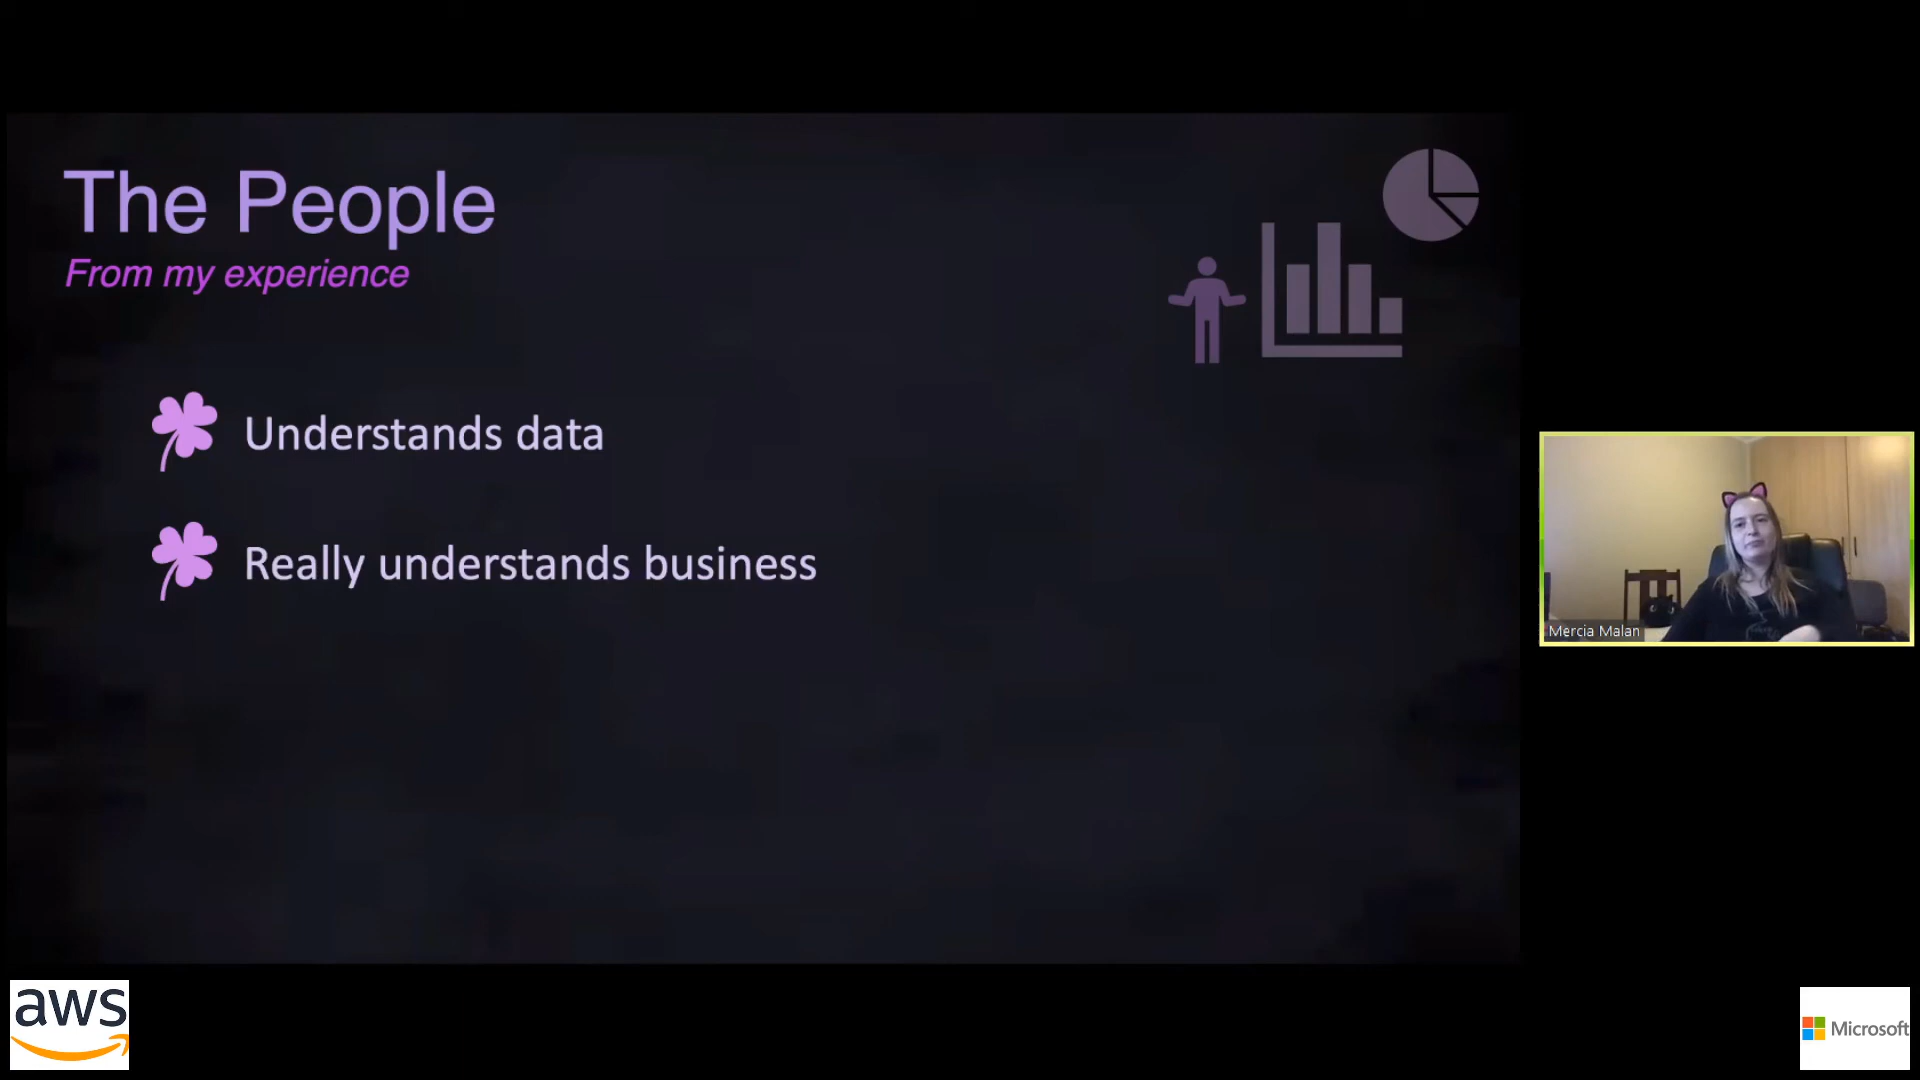 The People
From my experience
Understands data
Really understands business
Mercia Malan
aws
Microsoft